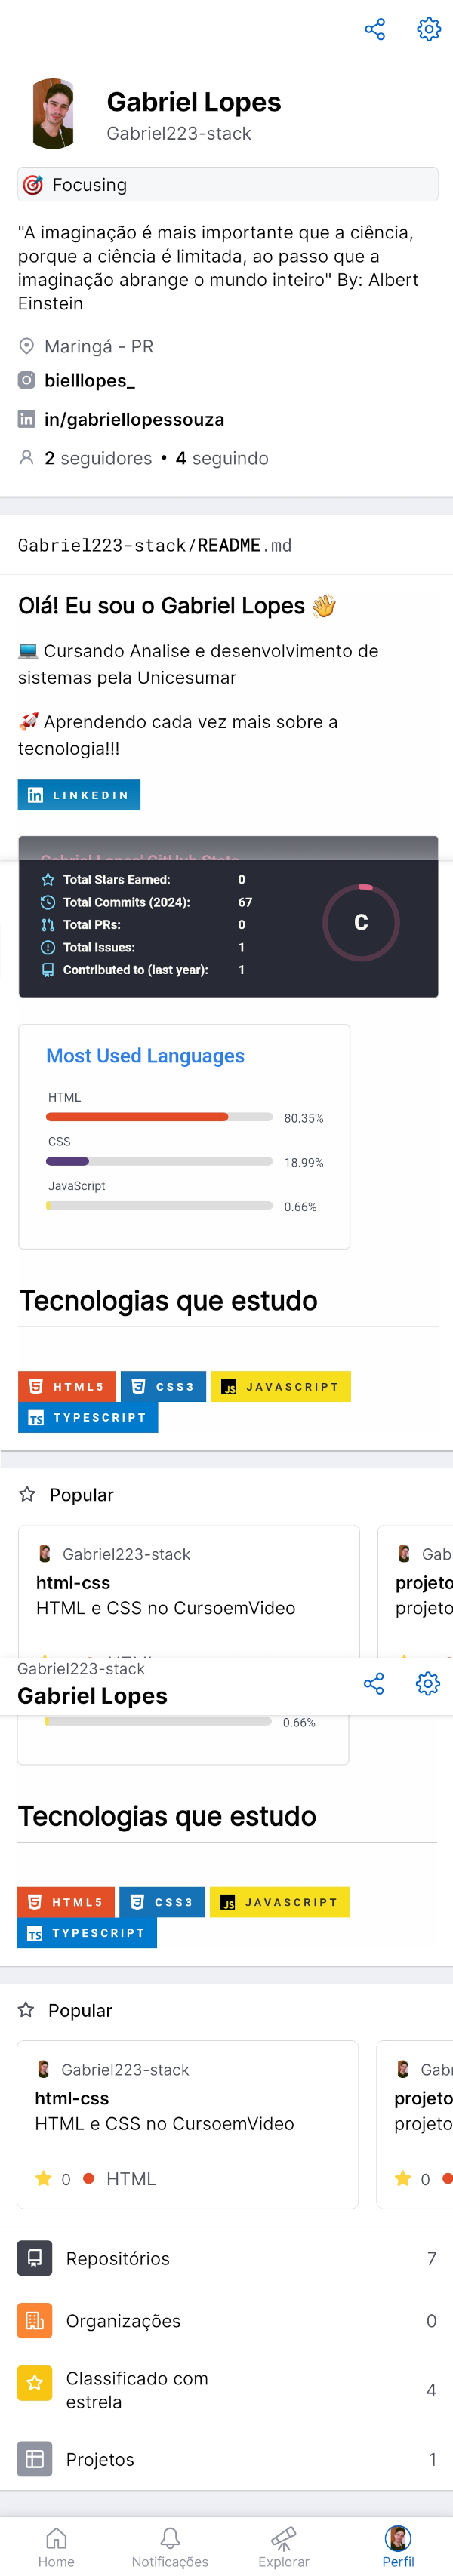 Gabriel Lopes
Gabriel223-stack
Focusing
"A imaginação é mais importante que a ciência,
porque a ciência é limitada, ao passo que a
imaginação abrange o mundo inteiro" By: Albert
Einstein
Maringá - PR
bielllopes_
in/gabriellopessouza
2 seguidores • 4 seguindo
Gabriel223-stack/README.md
Olá! Eu sou o Gabriel Lopes 👋
💻 Cursando Analise e desenvolvimento de
sistemas pela Unicesumar
🚀 Aprendendo cada vez mais sobre a
tecnologia!!!
LINKEDIN
Gabriel Lopes' GitHub Stats
Total Stars Earned: 0
Total Commits (2024): 67
Total PRs: 0
Total Issues: 1
Contributed to (last year): 1
C
Most Used Languages
HTML
80.35%
CSS
18.99%
JavaScript
0.66%
Tecnologias que estudo
HTML5 CSS3 JAVASCRIPT
TYPESCRIPT
Popular
Gabriel223-stack Gab
html-css projeto
HTML e CSS no CursoemVideo projeto
Gabriel223-stack
Gabriel Lopes
0.66%
Tecnologias que estudo
HTML5 CSS3 JAVASCRIPT
TYPESCRIPT
Popular
Gabriel223-stack Gab
html-css projeto
HTML e CSS no CursoemVideo projeto
0 HTML 0
Repositórios 7
Organizações 0
Classificado com
estrela 4
Projetos 1
Home Notificações Explorar Perfil